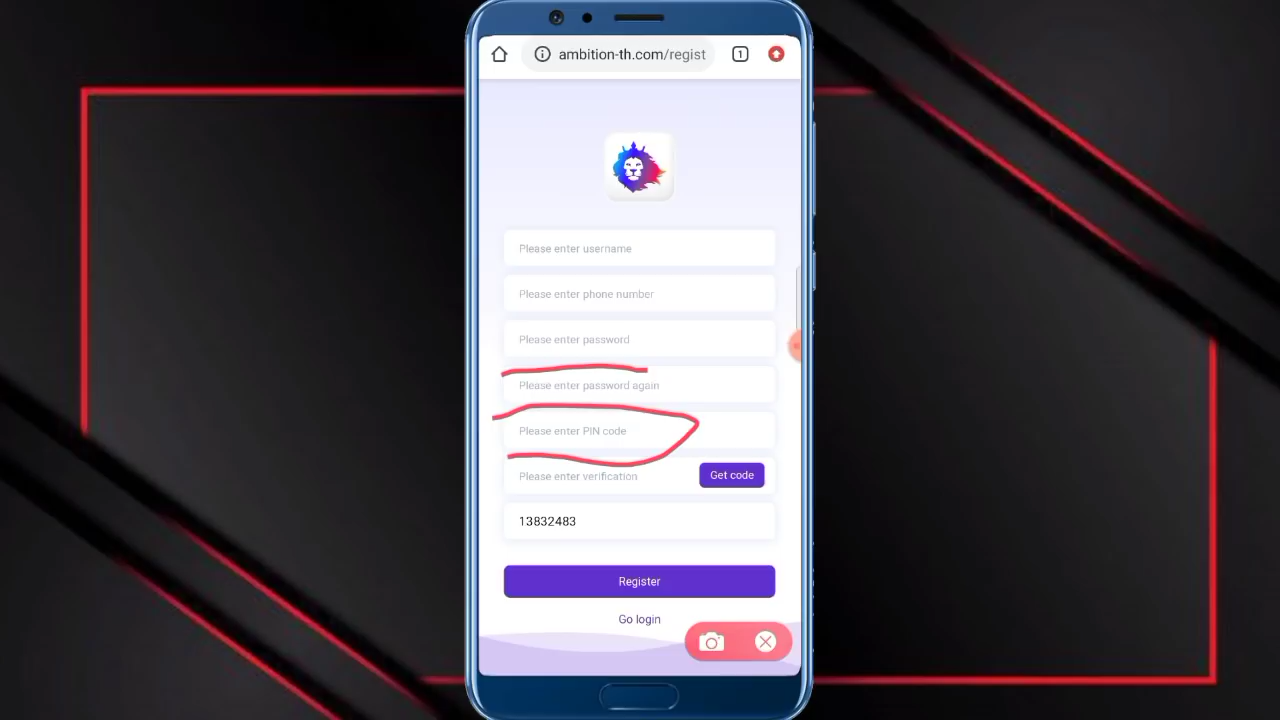 ambition-th.com/regist
1
Please enter username
Please enter phone number
Please enter password
Please enter password again
Please enter PIN code
Please enter verification
Get code
13832483
Register
Go login